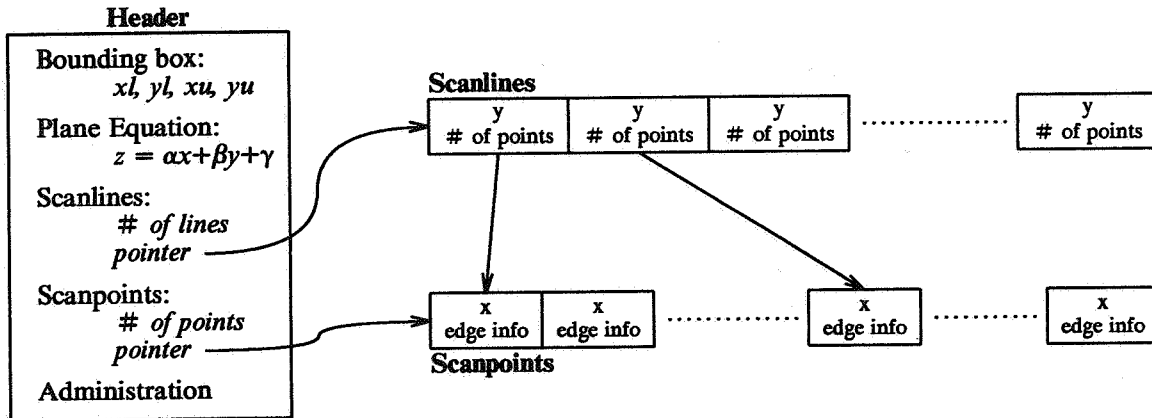 Header
Bounding box:
xl, yl, xu, yu
Plane Equation:
z = αx+βy+γ
Scanlines:
# of lines
pointer
Scanpoints:
# of points
pointer
Administration
Scanlines
y y y y
# of points # of points # of points # of points
x x x x
edge info edge info edge info edge info
Scanpoints